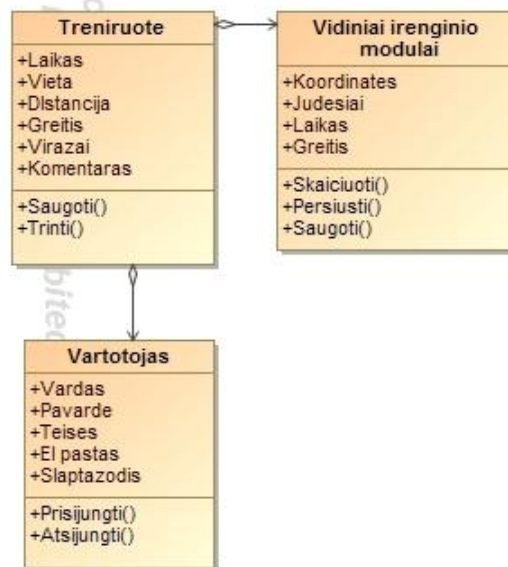 Treniruote
+Laikas
+Vieta
+DIstancija
+Greitis
+Virazai
+Komentaras
+Saugoti()
+Trinti()
Vidiniai irenginio
modulai
+Koordinates
+Judesiai
+Laikas
+Greitis
+Skaiciuoti()
+Persiusti()
+Saugoti()
Vartotojas
+Vardas
+Pavarde
+Teises
+El pastas
+Slaptazodis
+Prisijungti()
+Atsijungti()